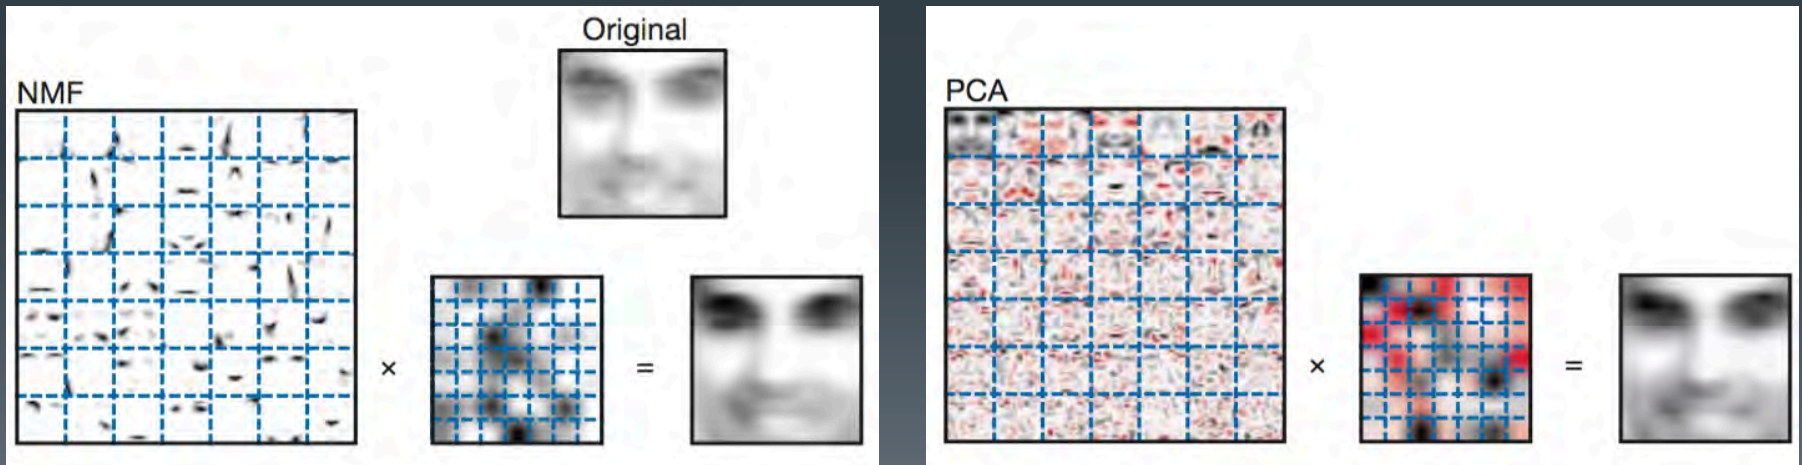 Original
NMF
×
=
PCA
×
=